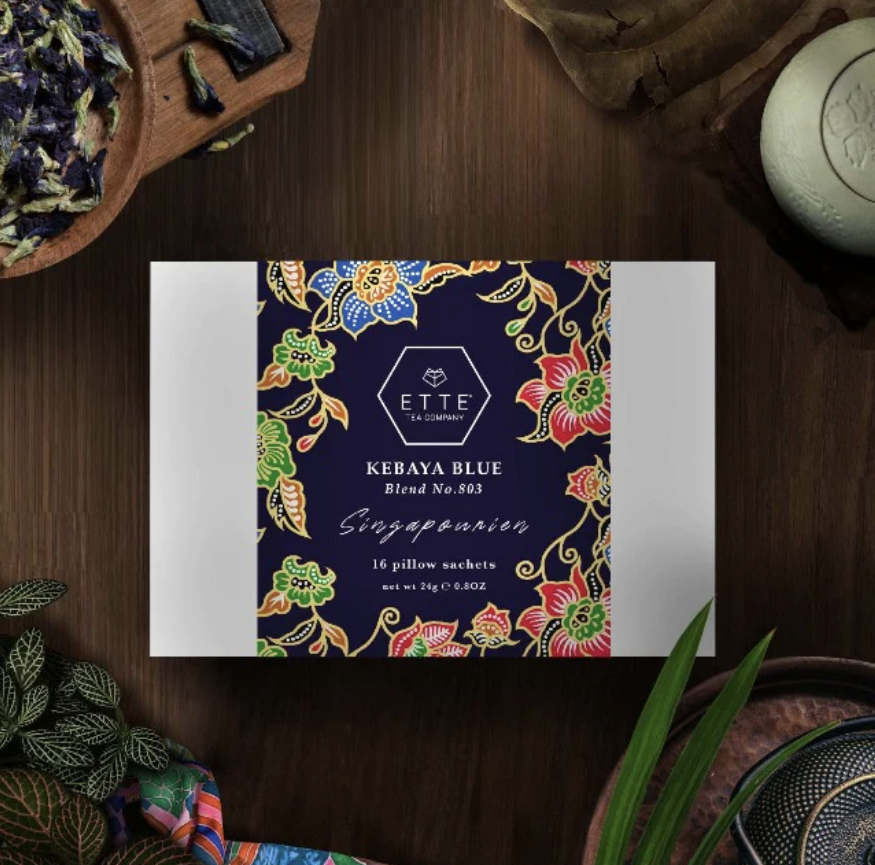 ETTE
TEA COMPANY
KEBAYA BLUE
Blend No.803
Singapourien
16 pillow sachets
net wt 24g ℮ 0.8OZ